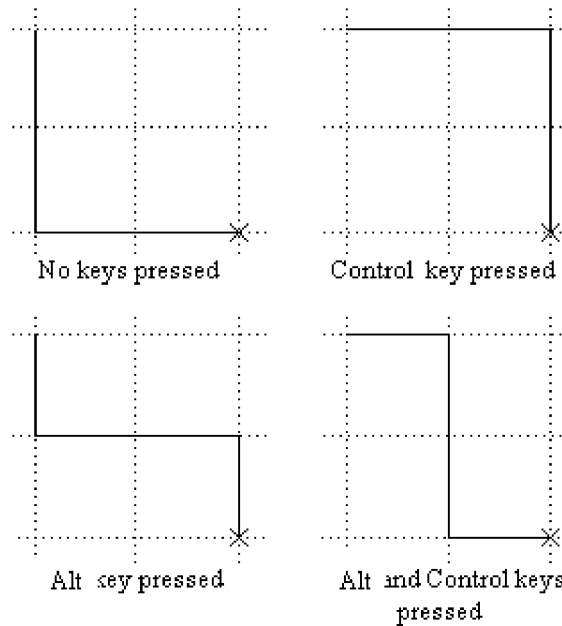 No keys pressed
Control key pressed
Alt key pressed
Alt and Control keys
pressed